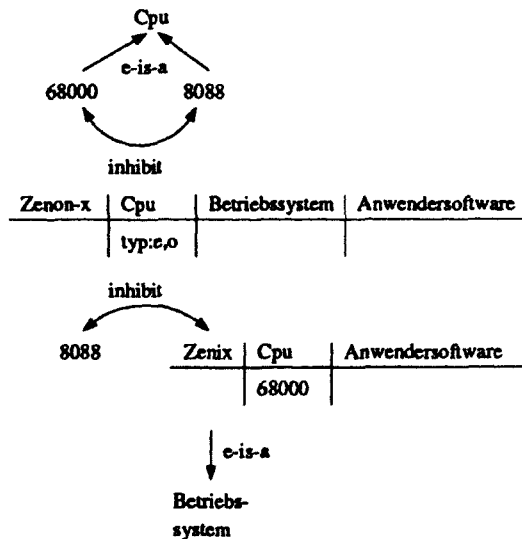 Cpu
e-is-a
68000 8088
inhibit
Zenon-x Cpu Betriebssystem Anwendersoftware
typ:e,o
inhibit
8088 Zenix Cpu Anwendersoftware
68000
e-is-a
Betriebs-
system